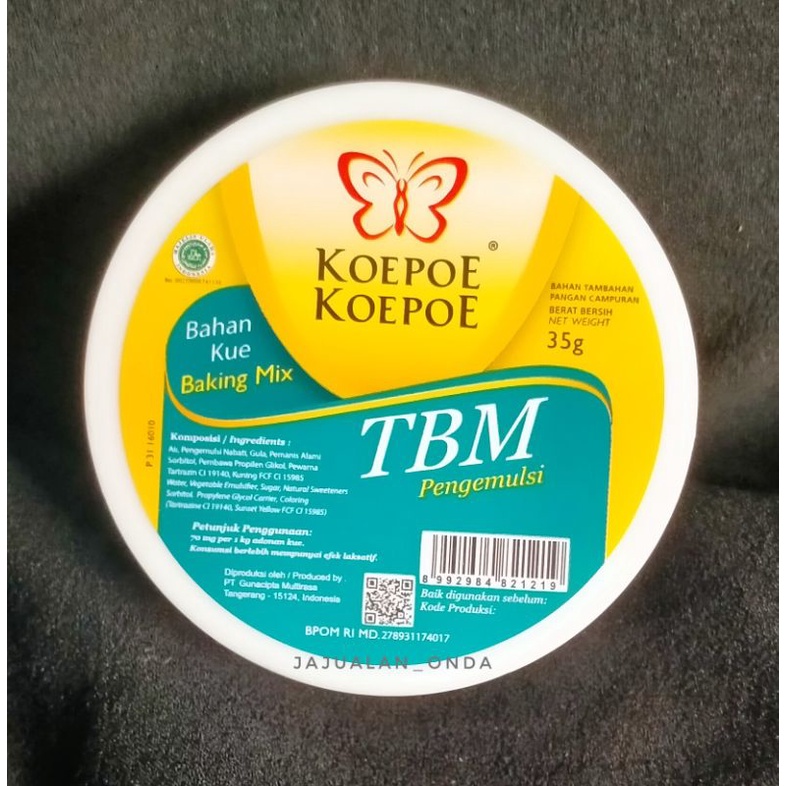 KOEPOE ®
KOEPOE
BAHAN TAMBAHAN
PANGAN CAMPURAN
BERAT BERSIH
NET WEIGHT
35g
Bahan
Kue
Baking Mix
P 31 16010
TBM
Pengemulsi
Komposisi / Ingredients :
Air, Pengemulsi Nabati, Gula, Pemanis Alami
Sorbitol, Pembawa Propilen Glikol, Pewarna
Tartrazin CI 19140, Kuning FCF CI 15985
Water, Vegetable Emulsifier, Sugar, Natural Sweeteners
Sorbitol, Propylene Glycol Carrier, Coloring
(Tartrazine CI 19140, Sunset Yellow FCF CI 15985)
Petunjuk Penggunaan:
70 mg per 1 kg adonan kue.
Konsumsi berlebih mempunyai efek laksatif.
Diproduksi oleh / Produced by :
PT Gunacipta Multirasa
Tangerang - 15124, Indonesia
8 992984 821219
Baik digunakan sebelum:
Kode Produksi:
BPOM RI MD. 278931174017
JAJUALAN_ONDA